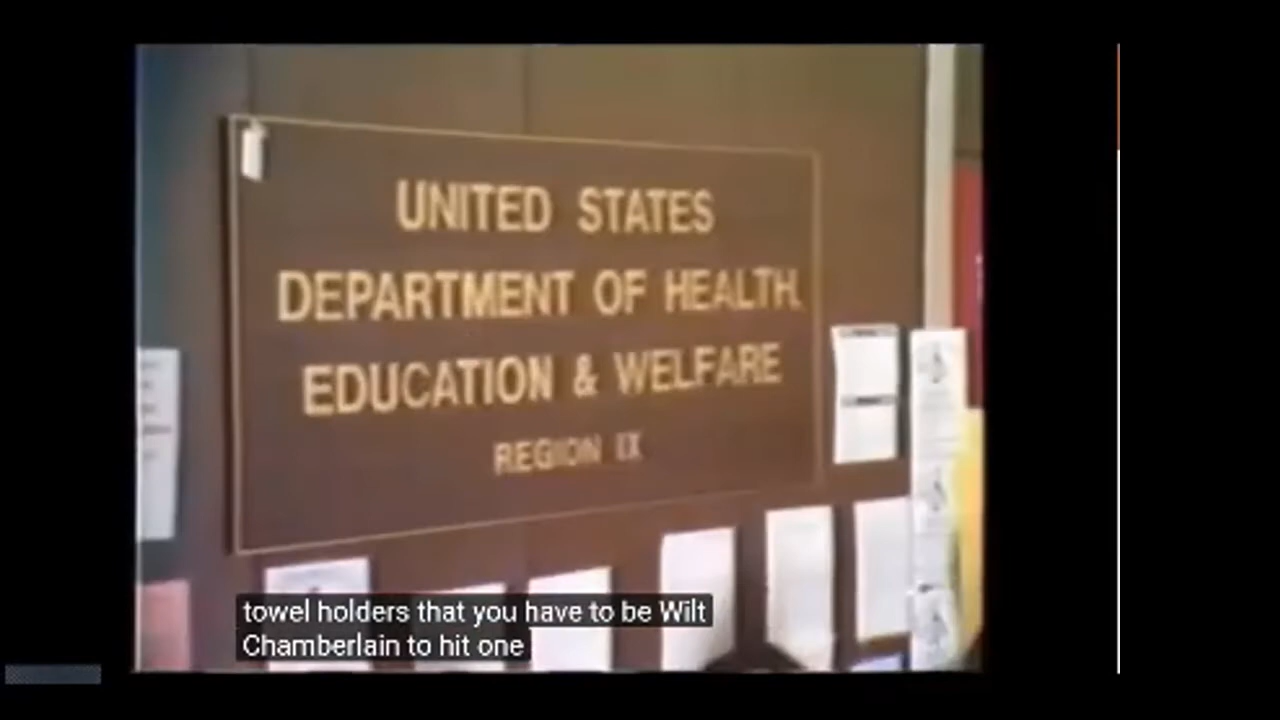 UNITED STATES
DEPARTMENT OF HEALTH,
EDUCATION & WELFARE
REGION IX
towel holders that you have to be Wilt
Chamberlain to hit one